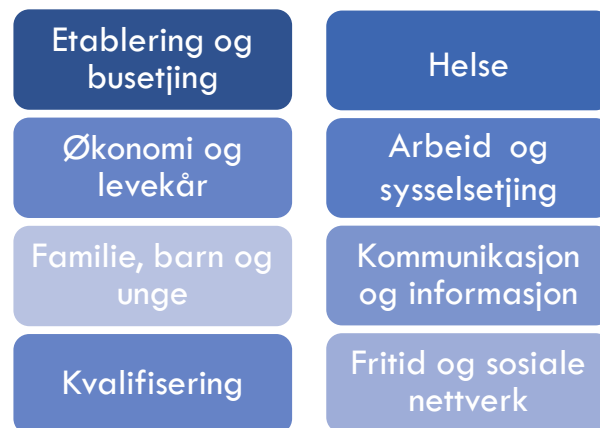 Etablering og
busetjing
Helse
Økonomi og
levekår
Arbeid og
sysselsetjing
Familie, barn og
unge
Kommunikasjon
og informasjon
Kvalifisering
Fritid og sosiale
nettverk